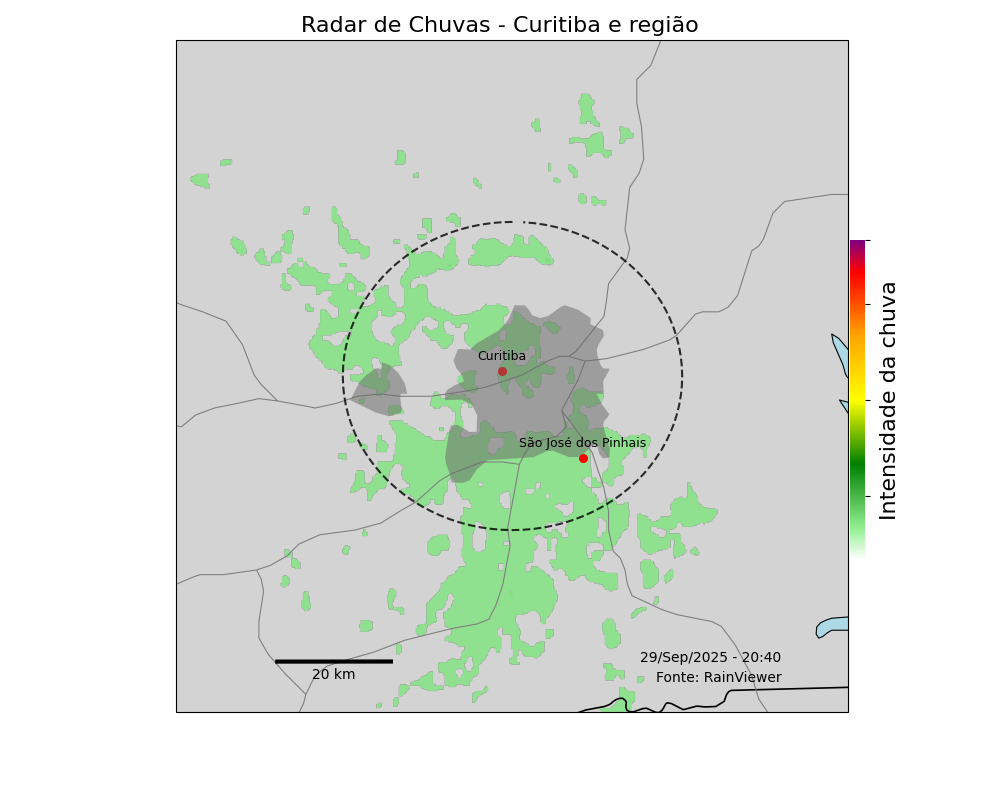 Radar de Chuvas - Curitiba e região
Curitiba
São José dos Pinhais
Intensidade da chuva
29/Sep/2025 - 20:40
20 km
Fonte: RainViewer